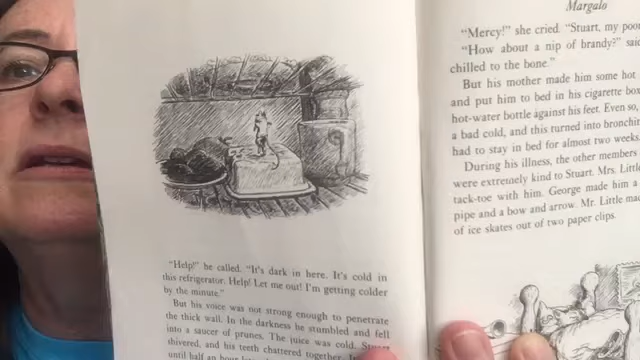 "Help!" he called. "It's dark in here. It's cold in
this refrigerator. Help! Let me out! I'm getting colder
by the minute."
But his voice was not strong enough to penetrate
the thick wall. In the darkness he stumbled and fell
into a saucer of prunes. The juice was cold. Stuart
shivered, and his teeth chattered together. It
until half an hour
Margalo
"Mercy!" she cried. "Stuart, my poor
"How about a nip of brandy?" said
chilled to the bone."
But his mother made him some hot
and put him to bed in his cigarette box
hot-water bottle against his feet. Even so,
a bad cold, and this turned into bronchit
had to stay in bed for almost two weeks.
During his illness, the other members
were extremely kind to Stuart. Mrs. Little
tack-toe with him. George made him a
pipe and a bow and arrow. Mr. Little mad
of ice skates out of two paper clips.